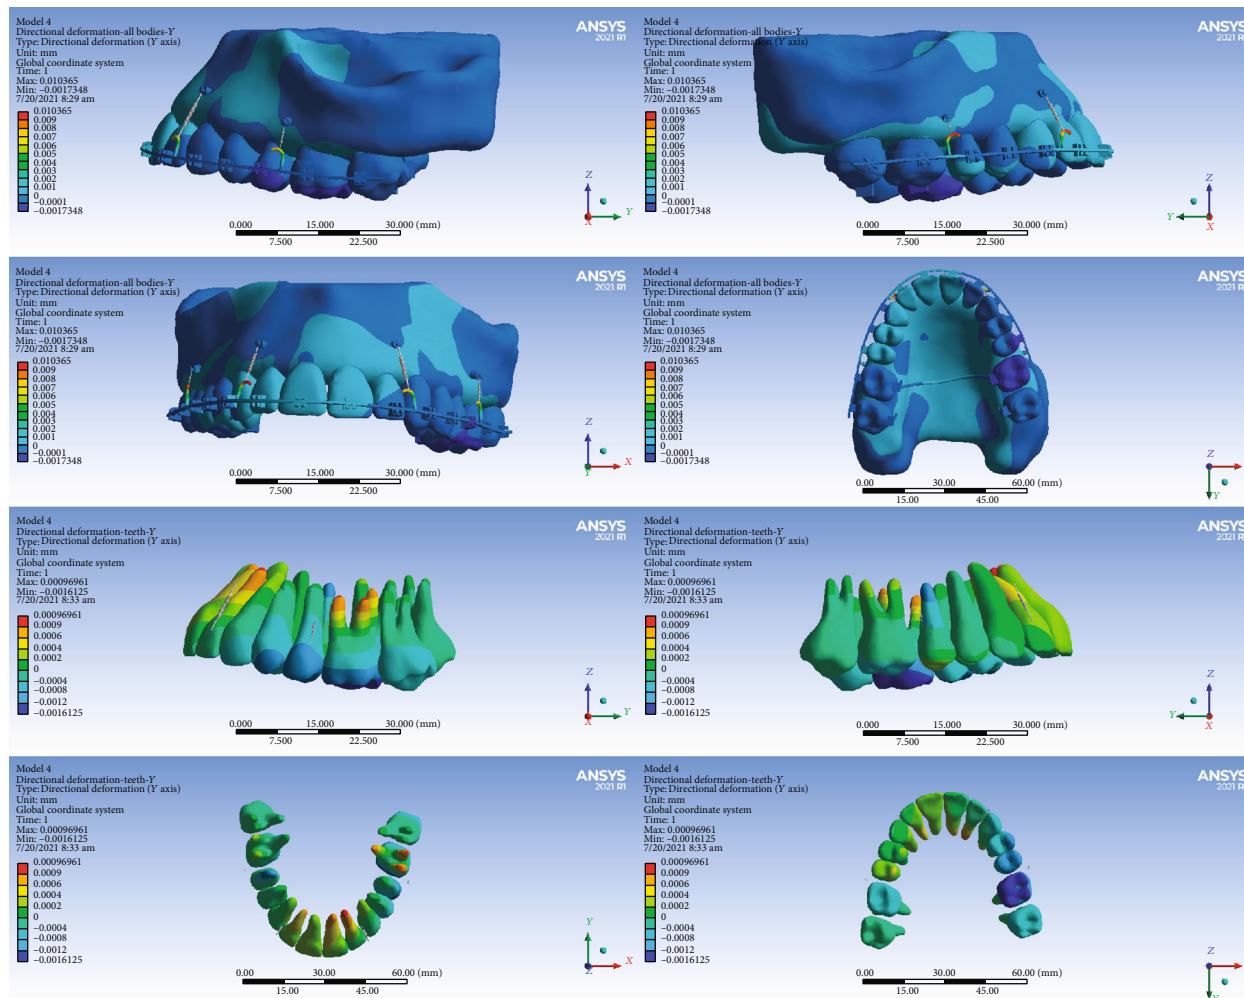 Model 4
Directional deformation-all bodies-Y
Type: Directional deformation (Y axis)
Unit: mm
Global coordinate system
Time: 1
Max: 0.010365
Min: –0.0017348
7/20/2021 8:29 am
0.010365
0.009
0.008
0.007
0.006
0.005
0.004
0.003
0.002
0.001
0
–0.0001
–0.0017348
ANSYS
2021 R1
Z
Y
X
0.000 15.000 30.000 (mm)
7.500 22.500
Model 4
Directional deformation-all bodies-Y
Type: Directional deformation (Y axis)
Unit: mm
Global coordinate system
Time: 1
Max: 0.010365
Min: –0.0017348
7/20/2021 8:29 am
0.010365
0.009
0.008
0.007
0.006
0.005
0.004
0.003
0.002
0.001
0
–0.0001
–0.0017348
ANSYS
2021 R1
Z
Y
X
0.000 15.000 30.000 (mm)
7.500 22.500
Model 4
Directional deformation-all bodies-Y
Type: Directional deformation (Y axis)
Unit: mm
Global coordinate system
Time: 1
Max: 0.010365
Min: –0.0017348
7/20/2021 8:29 am
0.010365
0.009
0.008
0.007
0.006
0.005
0.004
0.003
0.002
0.001
0
–0.0001
–0.0017348
ANSYS
2021 R1
Z
X
Y
0.000 15.000 30.000 (mm)
7.500 22.500
Model 4
Directional deformation-all bodies-Y
Type: Directional deformation (Y axis)
Unit: mm
Global coordinate system
Time: 1
Max: 0.010365
Min: –0.0017348
7/20/2021 8:29 am
0.010365
0.009
0.008
0.007
0.006
0.005
0.004
0.003
0.002
0.001
0
–0.0001
–0.0017348
ANSYS
2021 R1
Z
Y
0.00 30.00 60.00 (mm)
15.00 45.00
Model 4
Directional deformation-teeth-Y
Type: Directional deformation (Y axis)
Unit: mm
Global coordinate system
Time: 1
Max: 0.00096961
Min: –0.0016125
7/20/2021 8:33 am
0.00096961
0.0009
0.0006
0.0004
0.0002
0
–0.0004
–0.0008
–0.0012
–0.0016125
ANSYS
2021 R1
Z
Y
X
0.000 15.000 30.000 (mm)
7.500 22.500
Model 4
Directional deformation-teeth-Y
Type: Directional deformation (Y axis)
Unit: mm
Global coordinate system
Time: 1
Max: 0.00096961
Min: –0.0016125
7/20/2021 8:33 am
0.00096961
0.0009
0.0006
0.0004
0.0002
0
–0.0004
–0.0008
–0.0012
–0.0016125
ANSYS
2021 R1
Z
Y
X
0.000 15.000 30.000 (mm)
7.500 22.500
Model 4
Directional deformation-teeth-Y
Type: Directional deformation (Y axis)
Unit: mm
Global coordinate system
Time: 1
Max: 0.00096961
Min: –0.0016125
7/20/2021 8:33 am
0.00096961
0.0009
0.0006
0.0004
0.0002
0
–0.0004
–0.0008
–0.0012
–0.0016125
ANSYS
2021 R1
Y
X
Z
0.00 30.00 60.00 (mm)
15.00 45.00
Model 4
Directional deformation-teeth-Y
Type: Directional deformation (Y axis)
Unit: mm
Global coordinate system
Time: 1
Max: 0.00096961
Min: –0.0016125
7/20/2021 8:33 am
0.00096961
0.0009
0.0006
0.0004
0.0002
0
–0.0004
–0.0008
–0.0012
–0.0016125
ANSYS
2021 R1
Z
Y
0.00 30.00 60.00 (mm)
15.00 45.00